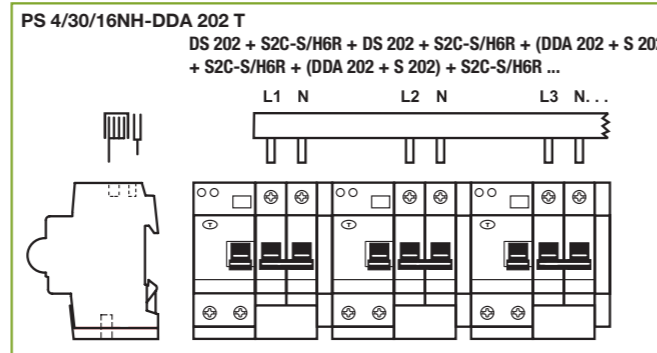 PS 4/30/16NH-DDA 202 T
DS 202 + S2C-S/H6R + DS 202 + S2C-S/H6R + (DDA 202 + S 202
+ S2C-S/H6R + (DDA 202 + S 202) + S2C-S/H6R ...
L1 N L2 N L3 N...
T T T